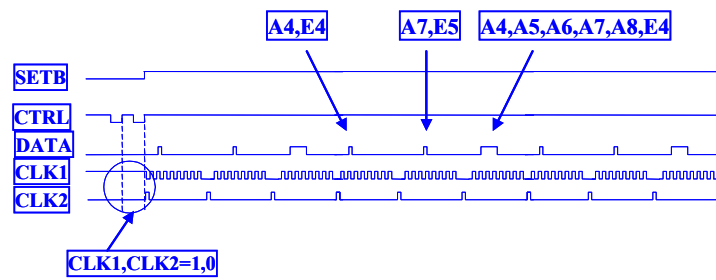 A4,E4
A7,E5
A4,A5,A6,A7,A8,E4
SETB
CTRL
DATA
CLK1
CLK2
CLK1,CLK2=1,0